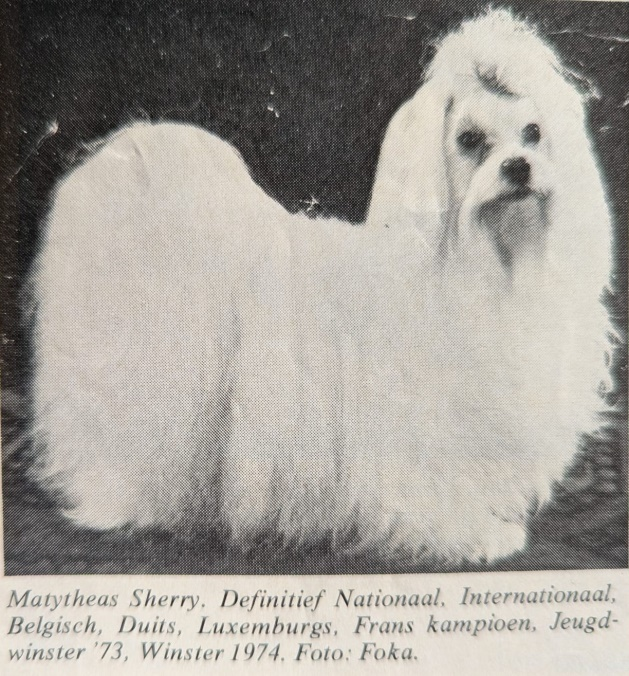 Matytheas Sherry. Definitief Nationaal, Internationaal,
Belgisch, Duits, Luxemburgs, Frans kampioen, Jeugd-
winster '73, Winster 1974. Foto: Foka.